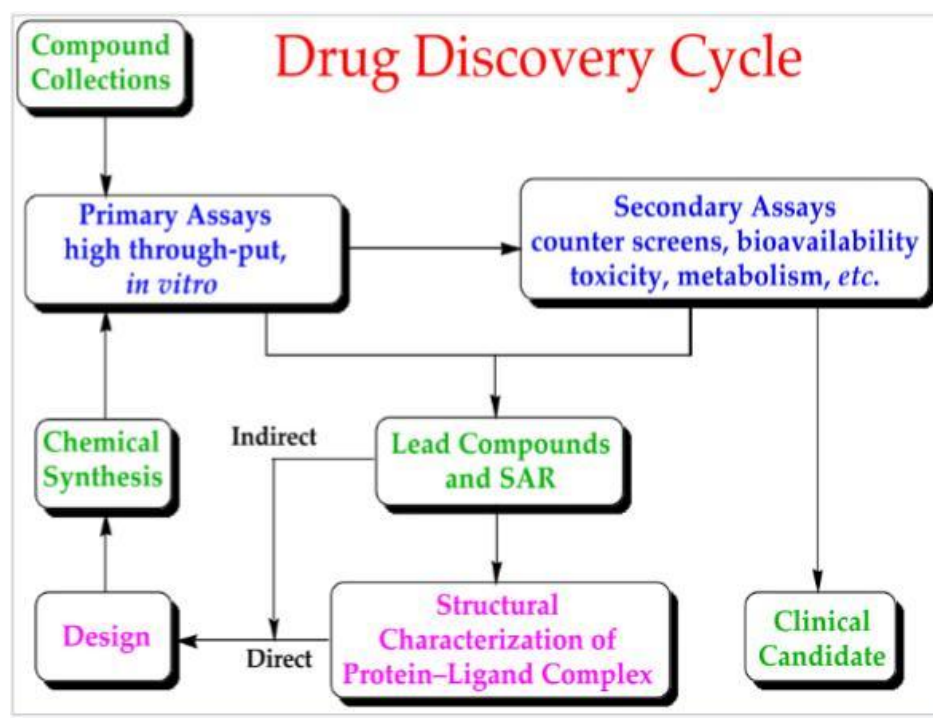 Compound
Collections
Drug Discovery Cycle
Primary Assays
high through-put,
in vitro
Secondary Assays
counter screens, bioavailability
toxicity, metabolism, etc.
Chemical
Synthesis
Indirect
Lead Compounds
and SAR
Design
Direct
Structural
Characterization of
Protein–Ligand Complex
Clinical
Candidate